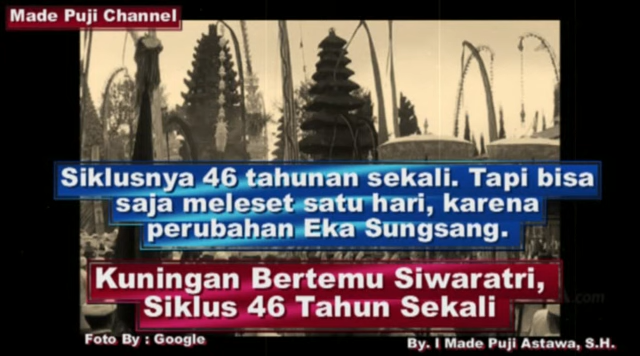 Made Puji Channel
Siklusnya 46 tahunan sekali. Tapi bisa
saja meleset satu hari, karena
perubahan Eka Sungsang.
Kuningan Bertemu Siwaratri,
Siklus 46 Tahun Sekali
.com
Foto By : Google
By. I Made Puji Astawa, S.H.